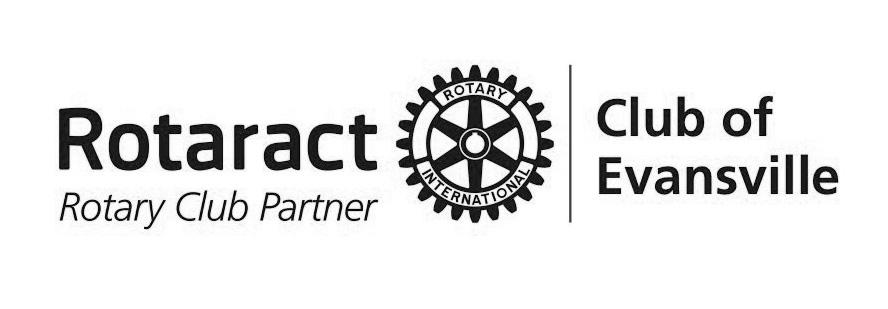 Rotaract
Rotary Club Partner
ROTARY
INTERNATIONAL
Club of
Evansville